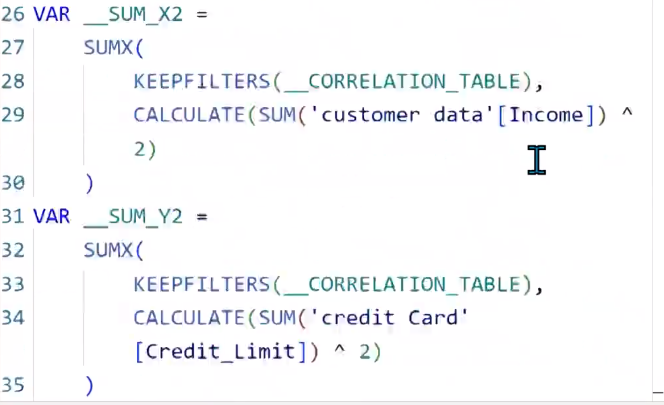 26 VAR __SUM_X2 =
27 SUMX(
28 KEEPFILTERS(__CORRELATION_TABLE),
29 CALCULATE(SUM('customer data'[Income]) ^
2)
30 )
31 VAR __SUM_Y2 =
32 SUMX(
33 KEEPFILTERS(__CORRELATION_TABLE),
34 CALCULATE(SUM('credit Card'
[Credit_Limit]) ^ 2)
35 )